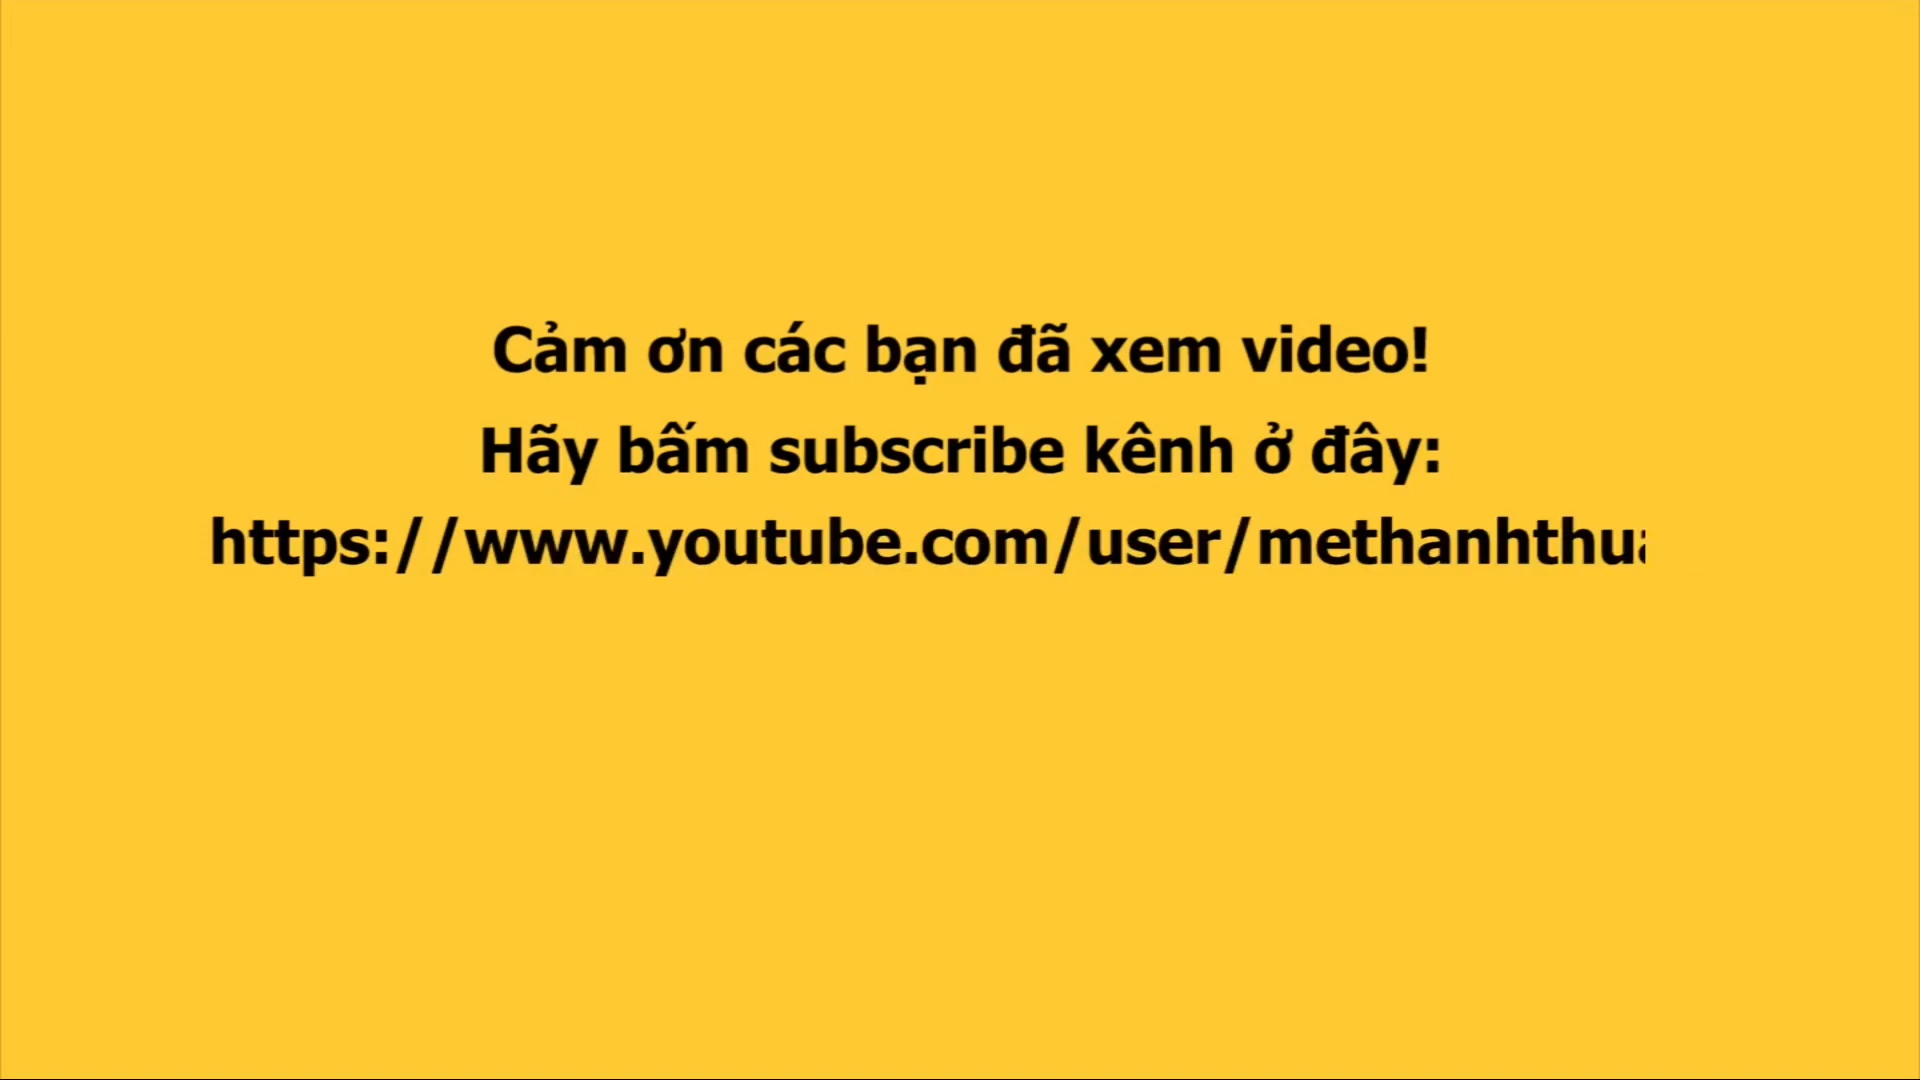 Cảm ơn các bạn đã xem video!
Hãy bấm subscribe kênh ở đây:
https://www.youtube.com/user/methanhthu